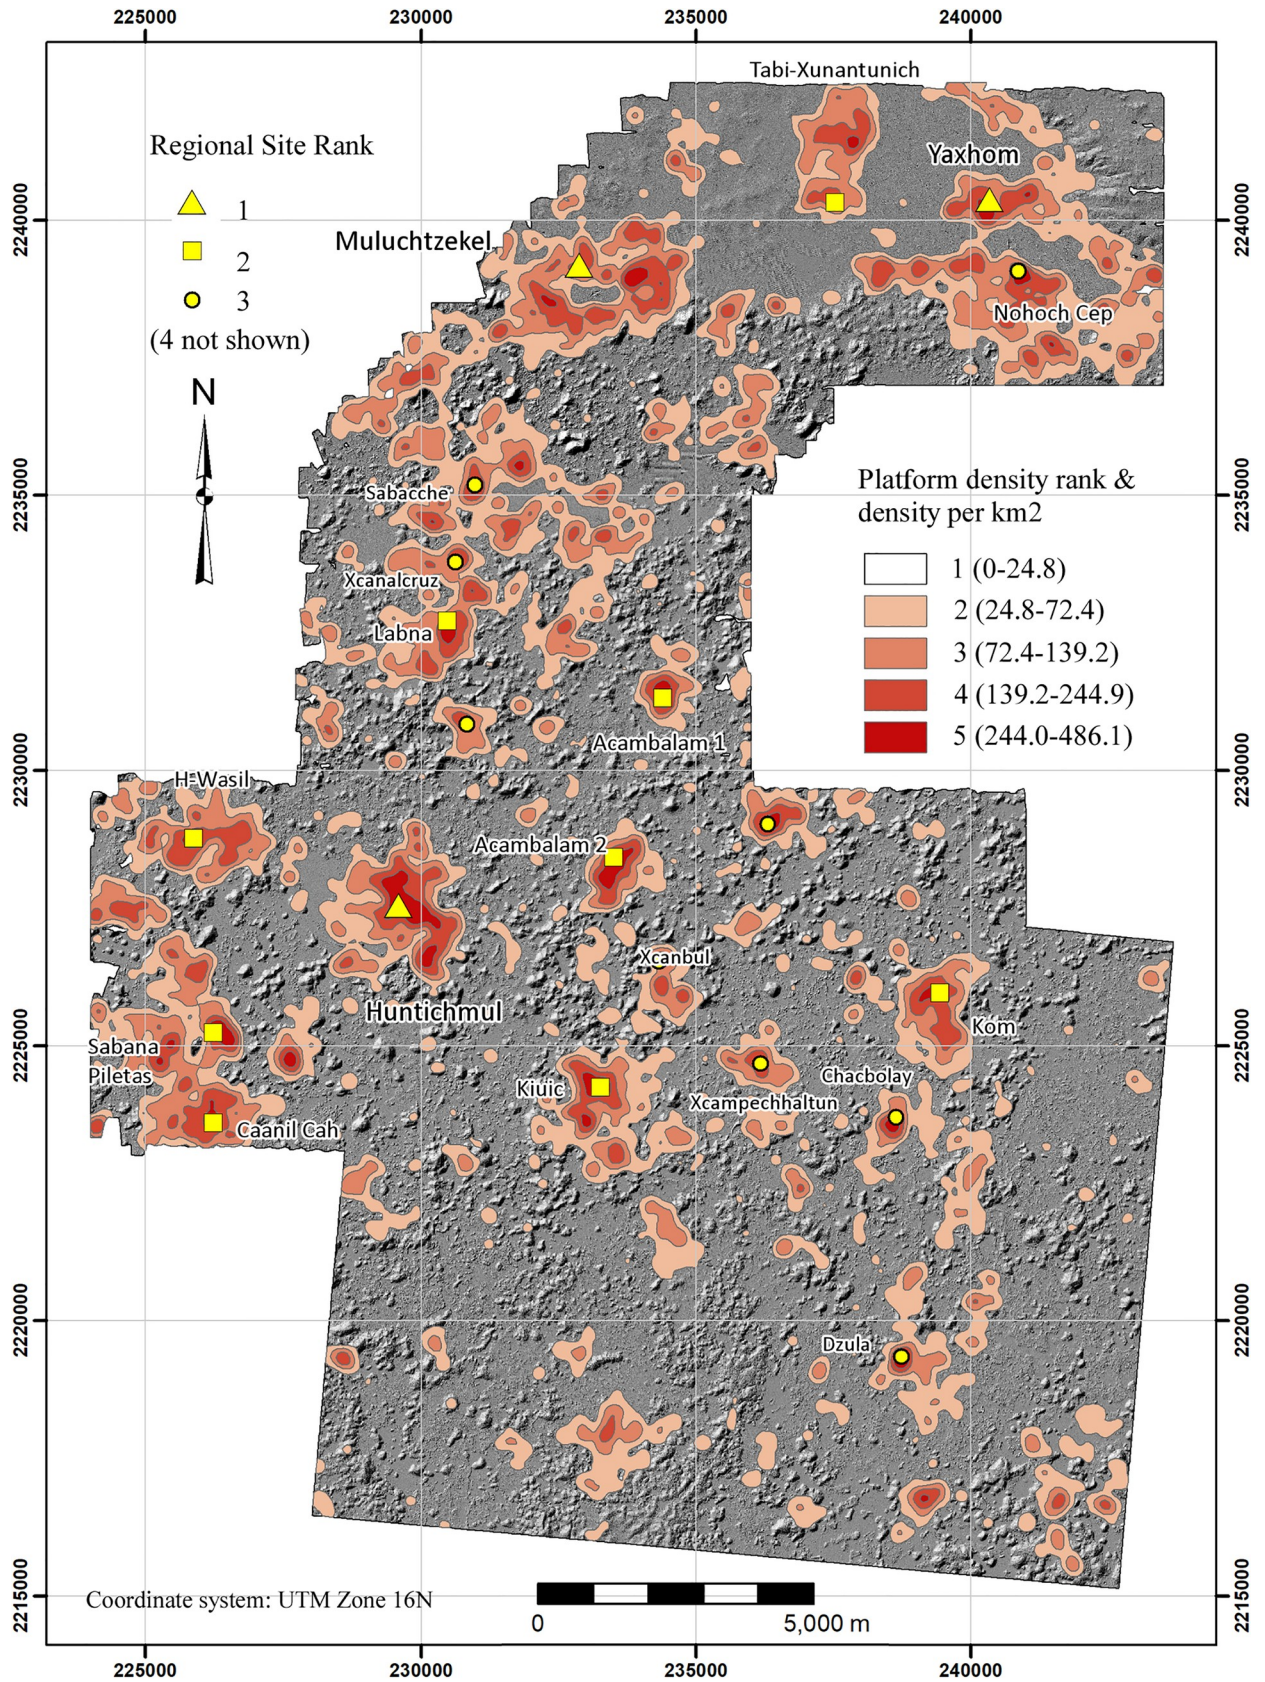 225000 230000 235000 240000
Tabi-Xunantunich
Regional Site Rank
Yaxhom
1
2240000 2240000
Muluchtzekel
2
3
Nohoch Cep
(4 not shown)
N
Platform density rank &
density per km2
2235000 2235000
Sabacche
1 (0-24.8)
Xcanalcruz
2 (24.8-72.4)
Labna
3 (72.4-139.2)
4 (139.2-244.9)
Acambalam 1
5 (244.0-486.1)
2230000 2230000
H-Wasil
Acambalam 2
Xcanbul
Huntichmul
Kom
Sabana
Piletas
2225000 2225000
Chacbolay
Kiuic
Xcampechhaltun
Caanil Cah
2220000 2220000
Dzula
2215000 2215000
Coordinate system: UTM Zone 16N
0 5,000 m
225000 230000 235000 240000